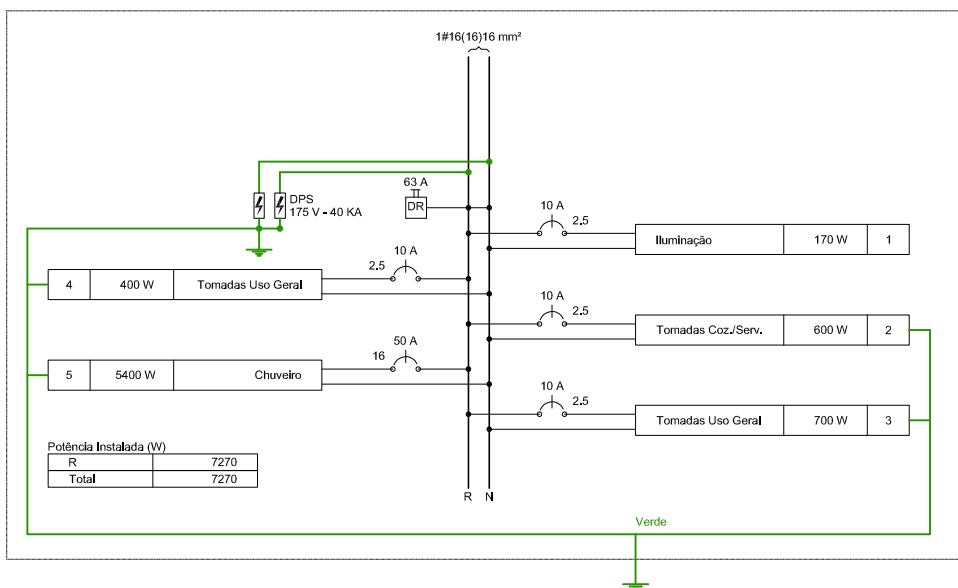 1#16(16)16 mm²
63 A
DR
DPS
175 V - 40 KA
10 A
2.5
Iluminação 170 W 1
10 A
2.5
4 400 W Tomadas Uso Geral
10 A
2.5
Tomadas Coz./Serv. 600 W 2
50 A
16
5 5400 W Chuveiro
10 A
2.5
Tomadas Uso Geral 700 W 3
Potência Instalada (W)
R 7270
Total 7270
R N
Verde